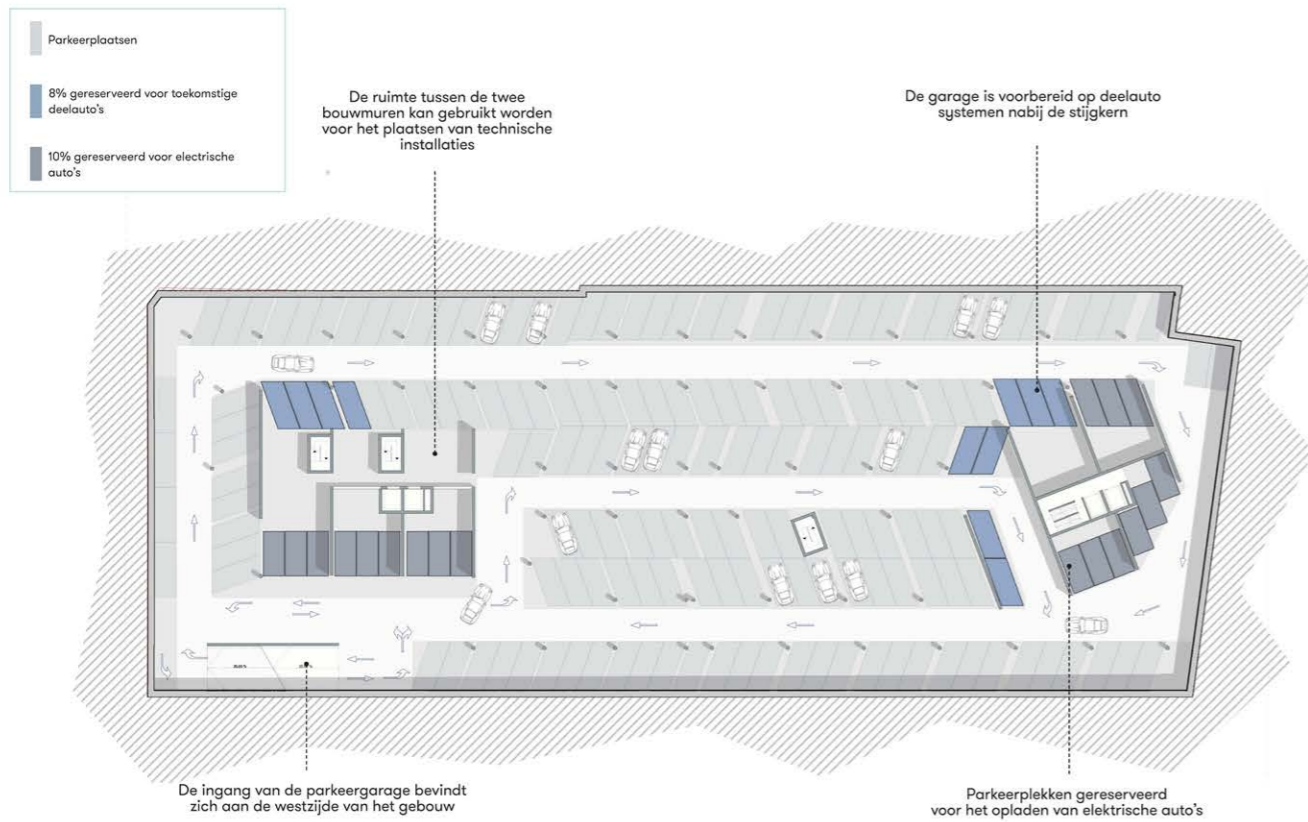 Parkeerplaatsen
8% gereserveerd voor toekomstige
deelauto's
10% gereserveerd voor electrische
auto's
De ruimte tussen de twee
bouwmuren kan gebruikt worden
voor het plaatsen van technische
installaties
De garage is voorbereid op deelauto
systemen nabij de stijgkern
De ingang van de parkeergarage bevindt
zich aan de westzijde van het gebouw
Parkeerplekken gereserveerd
voor het opladen van elektrische auto's